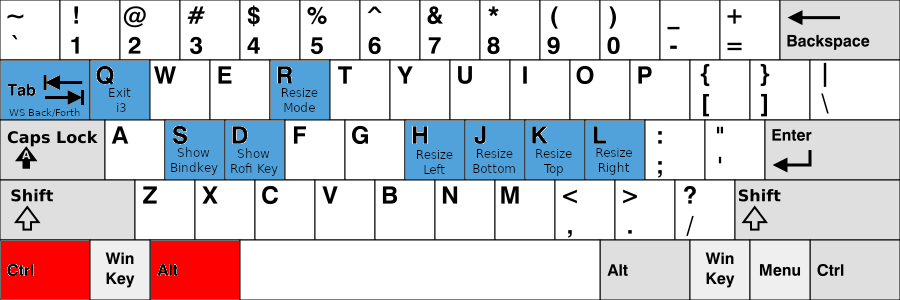 ~ ! @ # $ % ^ & * ( ) _ +
` 1 2 3 4 5 6 7 8 9 0 - = Backspace
Tab Q W E R T Y U I O P { } |
WS Back/Forth Exit Resize [ ] \
i3 Mode
Caps Lock A S D F G H J K L : " Enter
A Show Show Resize Resize Resize Resize ; '
Bindkey Rofi Key Left Bottom Top Right
Shift Z X C V B N M < > ? Shift
, . /
Ctrl Win Alt Alt Win Menu Ctrl
Key Key